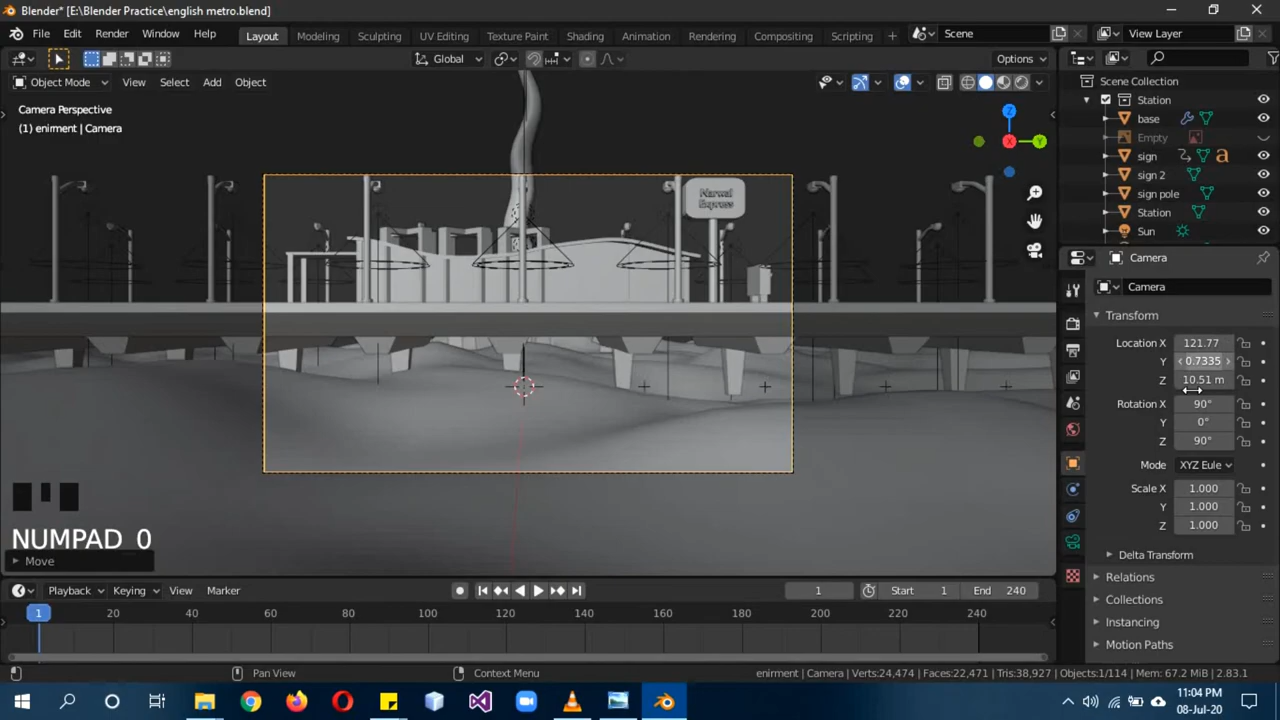 Blender* [E:\Blender Practice\english metro.blend]
File Edit Render Window Help Layout Modeling Sculpting UV Editing Texture Paint Shading Animation Rendering Compositing Scripting Scene View Layer
Global Options
Object Mode View Select Add Object
Camera Perspective
(1) eniment | Camera
Scene Collection
Station
base
Empty
sign
sign 2
sign pole
Station
Sun
Narwal
Express
X
Y
Z
Camera
Camera
Transform
Location X 121.77
Y 0.7335
Z 10.51 m
Rotation X 90°
Y 0°
Z 90°
Mode XYZ Eule
Scale X 1.000
Y 1.000
Z 1.000
Delta Transform
Relations
Collections
Instancing
Motion Paths
NUMPAD 0
Move
Playback Keying View Marker 1 Start 1 End 240
1 20 40 60 80 100 120 140 160 180 200 220 240
Pan View Context Menu eniment | Camera | Verts:24,474 | Faces:22,471 | Tris:38,927 | Objects:1/114 | Mem: 67.2 MiB | 2.83.1
11:04 PM
08-Jul-20